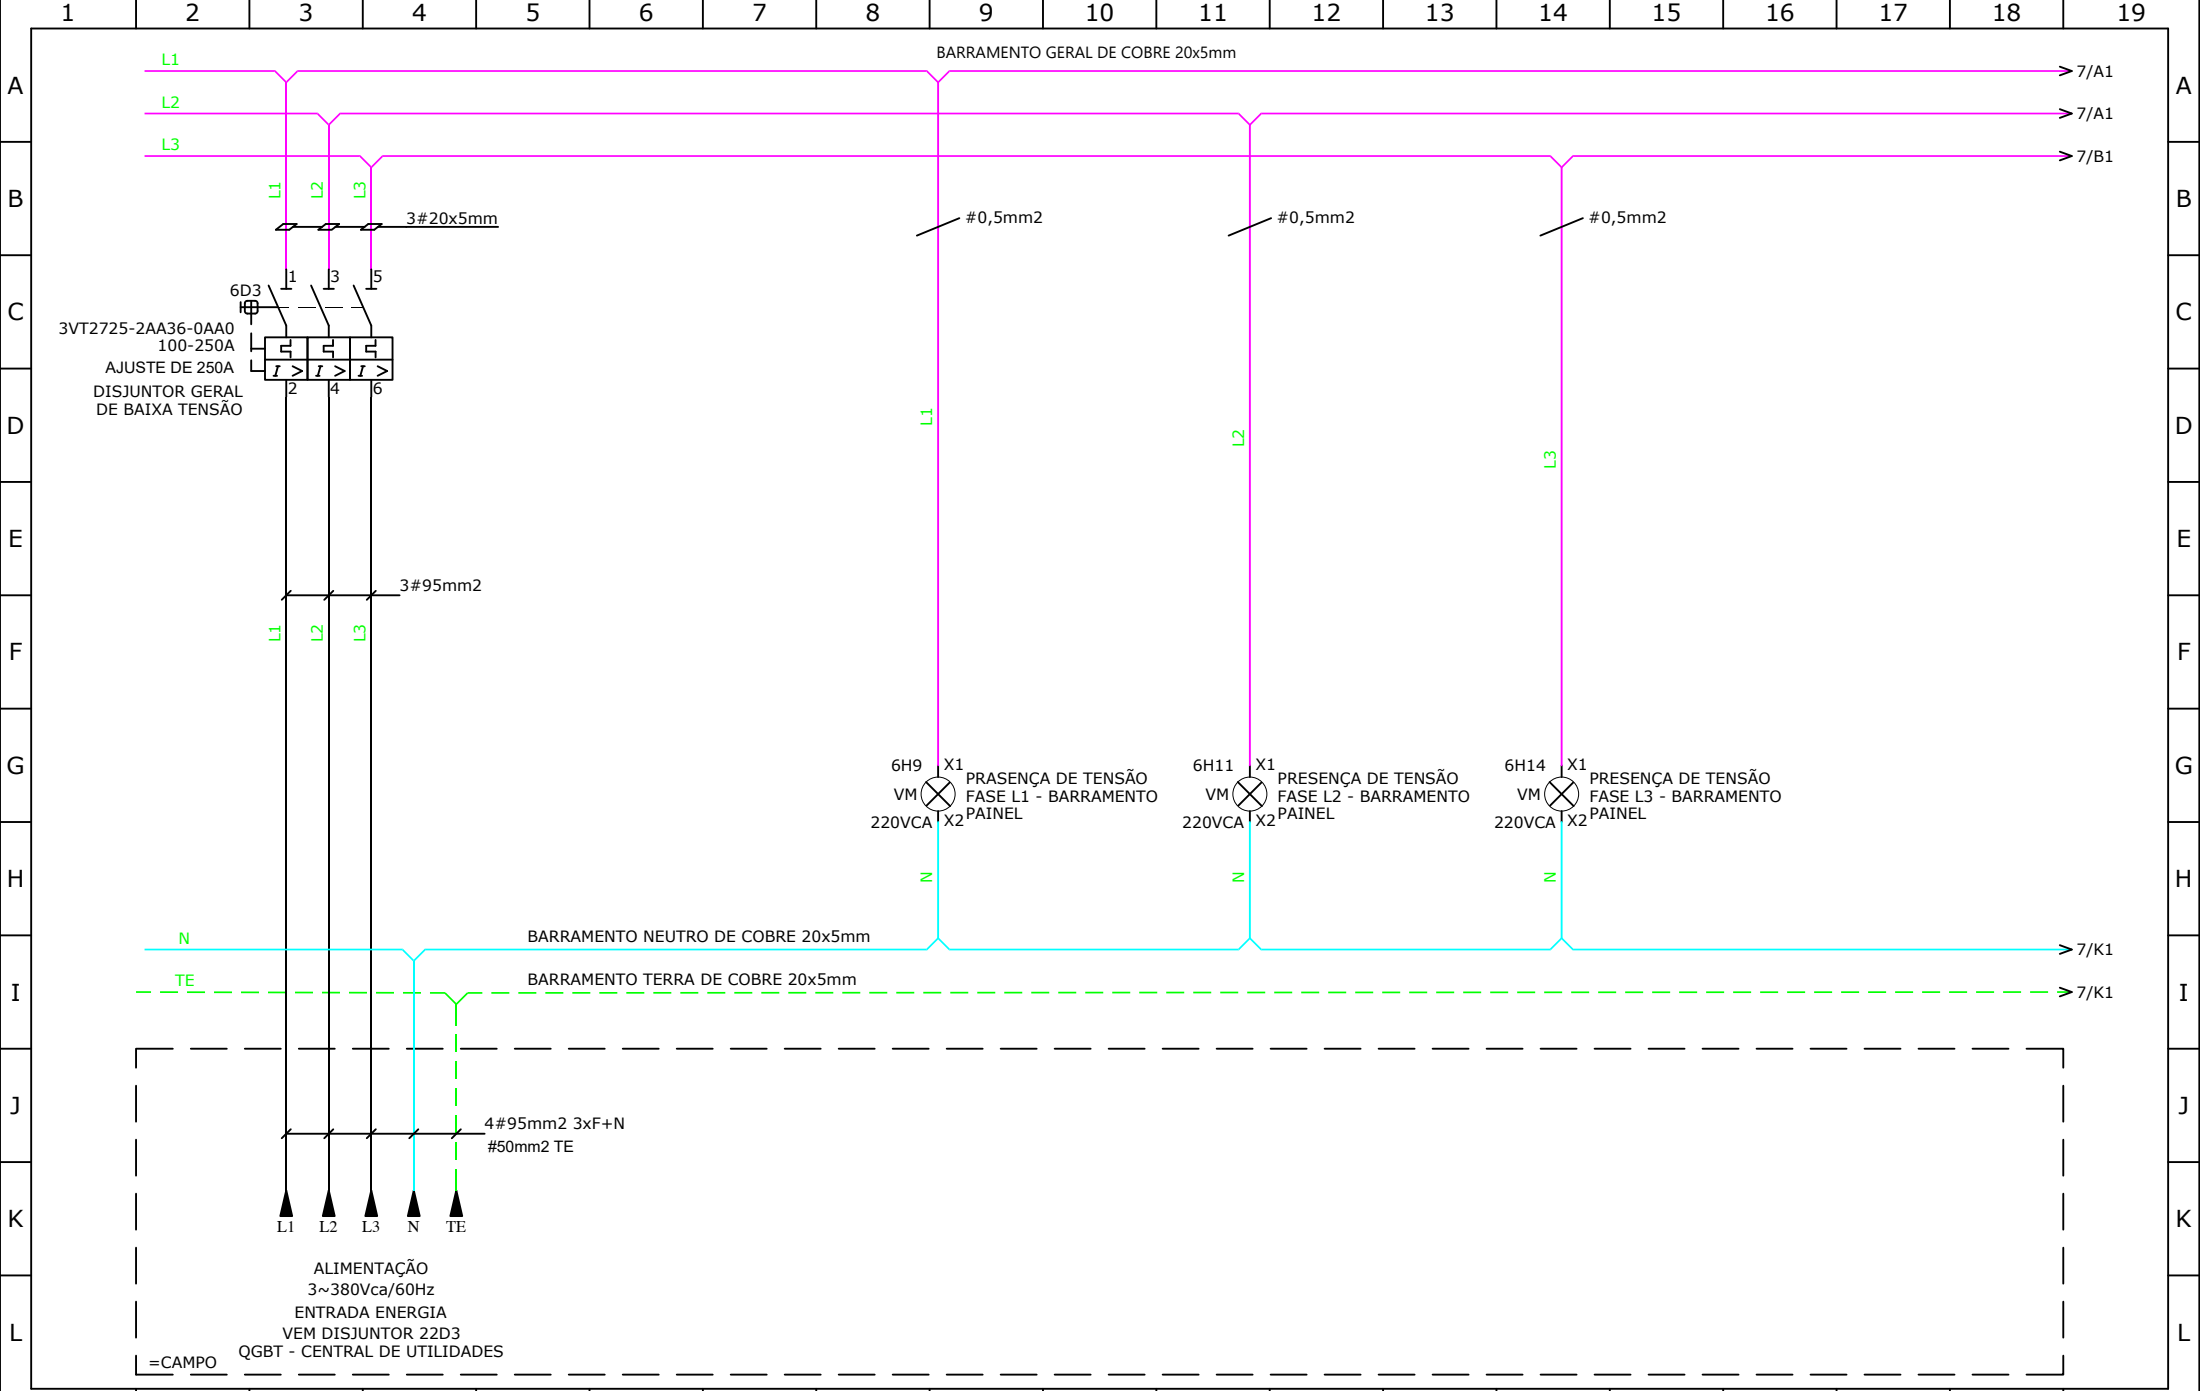 1 2 3 4 5 6 7 8 9 10 11 12 13 14 15 16 17 18 19
BARRAMENTO GERAL DE COBRE 20x5mm
L1
7/A1
A A
L2
7/A1
L3
7/B1
L1 L2 L3
B B
3#20x5mm
#0,5mm2 #0,5mm2 #0,5mm2
1 3 5
6D3
C C
3VT2725-2AA36-0AA0
100-250A
AJUSTE DE 250A
I > I > I >
2 4 6
DISJUNTOR GERAL
DE BAIXA TENSÃO
D D
L1 L2 L3
E E
3#95mm2
L1 L2 L3
F F
G G
6H9 X1
VM
220VCA X2
PRASENÇA DE TENSÃO
FASE L1 - BARRAMENTO
PAINEL
6H11 X1
VM
220VCA X2
PRESENÇA DE TENSÃO
FASE L2 - BARRAMENTO
PAINEL
6H14 X1
VM
220VCA X2
PRESENÇA DE TENSÃO
FASE L3 - BARRAMENTO
PAINEL
H H
N N N
N
BARRAMENTO NEUTRO DE COBRE 20x5mm
7/K1
TE
BARRAMENTO TERRA DE COBRE 20x5mm
7/K1
I I
J J
4#95mm2 3xF+N
#50mm2 TE
K K
L1 L2 L3 N TE
ALIMENTAÇÃO
3~380Vca/60Hz
ENTRADA ENERGIA
VEM DISJUNTOR 22D3
QGBT - CENTRAL DE UTILIDADES
L L
=CAMPO